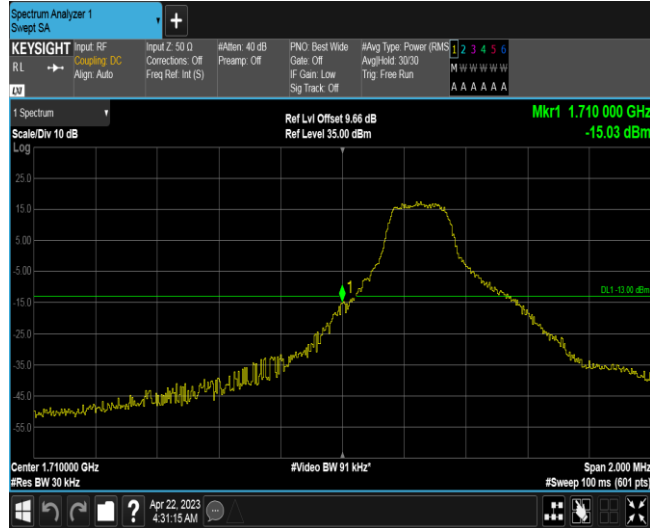 Spectrum Analyzer 1
Swept SA
+
KEYSIGHT Input: RF Input Z: 50 Ω #Atten: 40 dB PNO: Best Wide #Avg Type: Power (RMS 1 2 3 4 5 6
RL Coupling: DC Corrections: Off Preamp: Off Gate: Off Avg|Hold: 30/30 M W W W W W
Align: Auto Freq Ref: Int (S) IF Gain: Low Trig: Free Run
LXI Sig Track: Off A A A A A A
1 Spectrum Ref Lvl Offset 9.66 dB Mkr1 1.710 000 GHz
Scale/Div 10 dB Ref Level 35.00 dBm -15.03 dBm
Log
25.0
15.0
5.00
-5.00
1
DL1 -13.00 dBm
-15.0
-25.0
-35.0
-45.0
-55.0
Center 1.710000 GHz #Video BW 91 kHz* Span 2.000 MHz
#Res BW 30 kHz #Sweep 100 ms (601 pts)
? Apr 22, 2023
4:31:15 AM